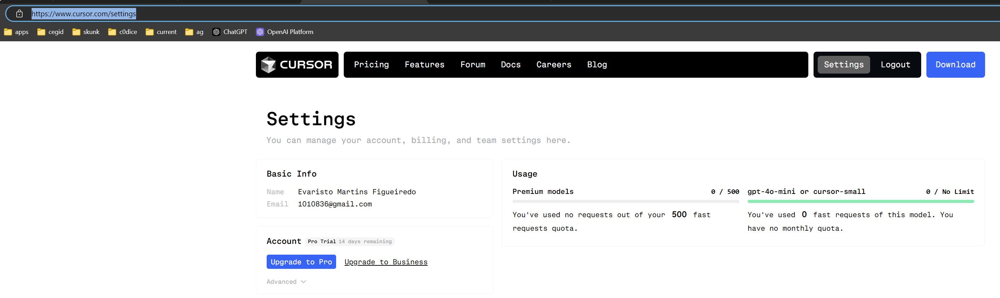 https://www.cursor.com/settings
apps cegid skunk c0dice current ag ChatGPT OpenAI Platform
CURSOR Pricing Features Forum Docs Careers Blog Settings Logout Download
Settings
You can manage your account, billing, and team settings here.
Basic Info
Name Evaristo Martins Figueiredo
Email 1010836@gmail.com
Account Pro Trial 14 days remaining
Upgrade to Pro Upgrade to Business
Advanced
Usage
Premium models 0 / 500
You've used no requests out of your 500 fast
requests quota.
gpt-4o-mini or cursor-small 0 / No Limit
You've used 0 fast requests of this model. You
have no monthly quota.